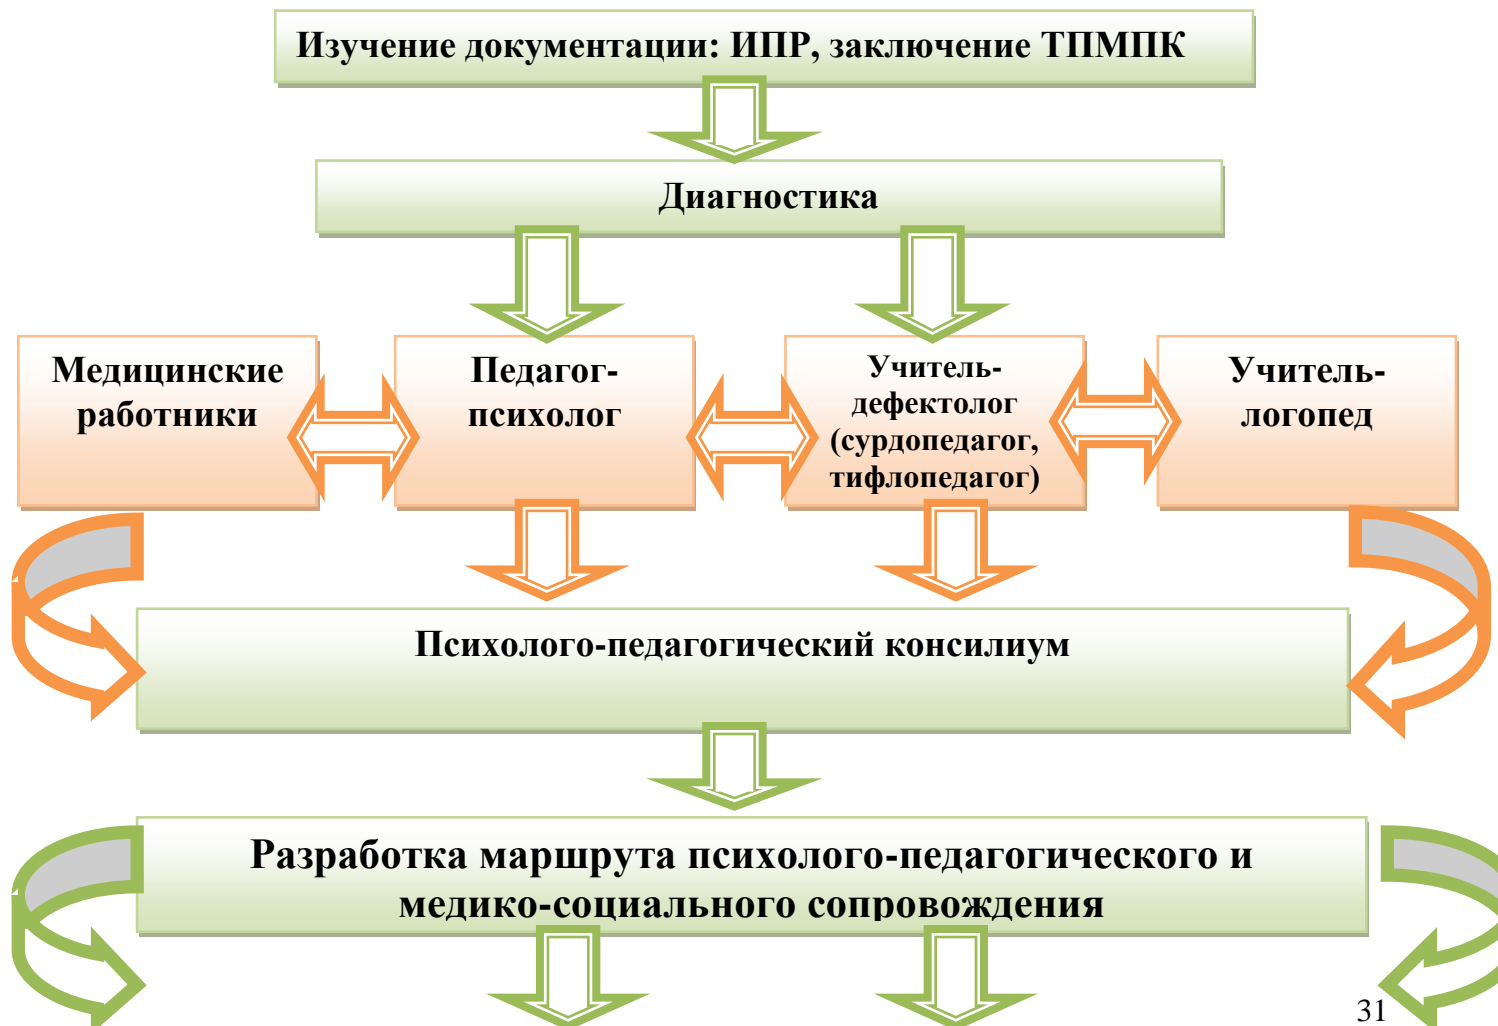 Изучение документации: ИПР, заключение ТПМПК
Диагностика
Медицинские
работники
Педагог-
психолог
Учитель-
дефектолог
(сурдопедагог,
тифлопедагог)
Учитель-
логопед
Психолого-педагогический консилиум
Разработка маршрута психолого-педагогического и
медико-социального сопровождения
31